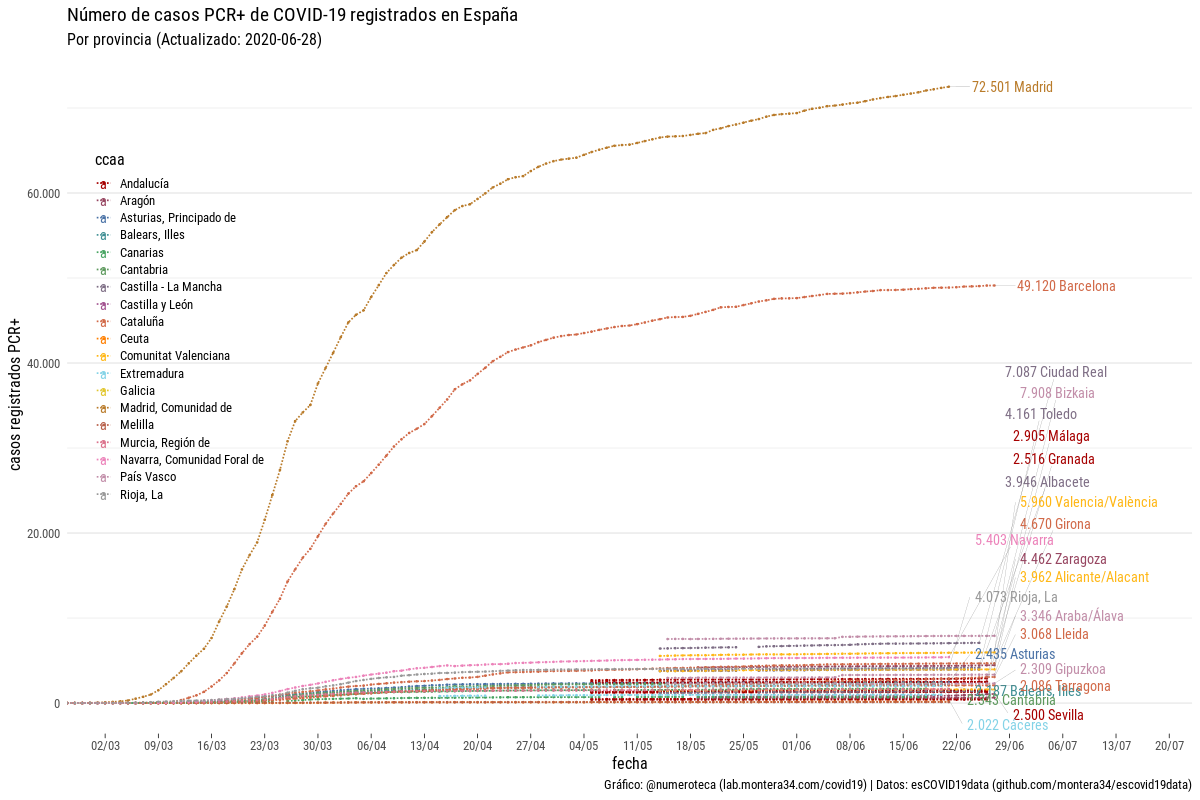 Número de casos PCR+ de COVID-19 registrados en España
Por provincia (Actualizado: 2020-06-28)
72.501 Madrid
ccaa
Andalucía
Aragón
Asturias, Principado de
Balears, Illes
Canarias
Cantabria
Castilla - La Mancha
Castilla y León
Cataluña
Ceuta
Comunitat Valenciana
Extremadura
Galicia
Madrid, Comunidad de
Melilla
Murcia, Región de
Navarra, Comunidad Foral de
País Vasco
Rioja, La
casos registrados PCR+
60.000
40.000
20.000
0
49.120 Barcelona
7.087 Ciudad Real
7.908 Bizkaia
4.161 Toledo
2.905 Málaga
2.516 Granada
3.946 Albacete
5.960 Valencia/València
4.670 Girona
5.403 Navarra
4.462 Zaragoza
3.962 Alicante/Alacant
4.073 Rioja, La
3.346 Araba/Álava
3.068 Lleida
2.435 Asturias
2.309 Gipuzkoa
2.086 Tarragona
Balears, Illes
2.343 Cantabria
2.500 Sevilla
2.022 Cáceres
02/03 09/03 16/03 23/03 30/03 06/04 13/04 20/04 27/04 04/05 11/05 18/05 25/05 01/06 08/06 15/06 22/06 29/06 06/07 13/07 20/07
fecha
Gráfico: @numeroteca (lab.montera34.com/covid19) | Datos: esCOVID19data (github.com/montera34/escovid19data)